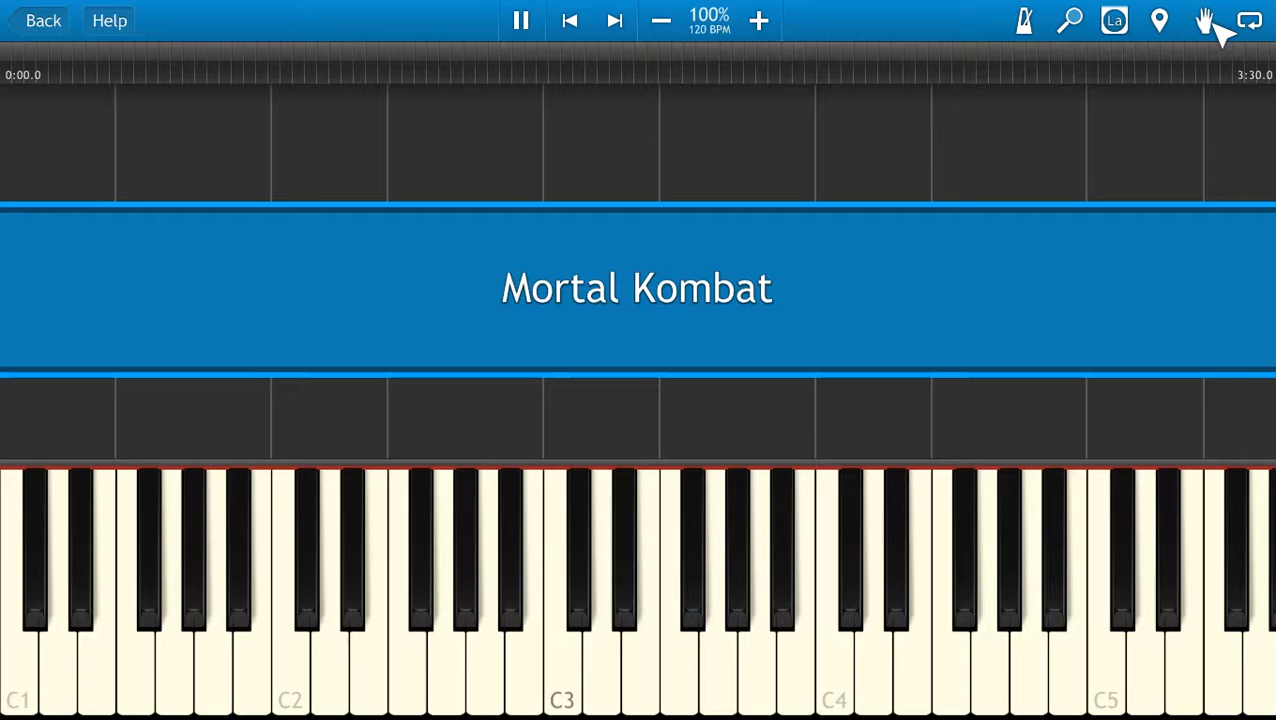 Back Help 100% La
120 BPM
0:00.0 3:30.0
Mortal Kombat
C1 C2 C3 C4 C5